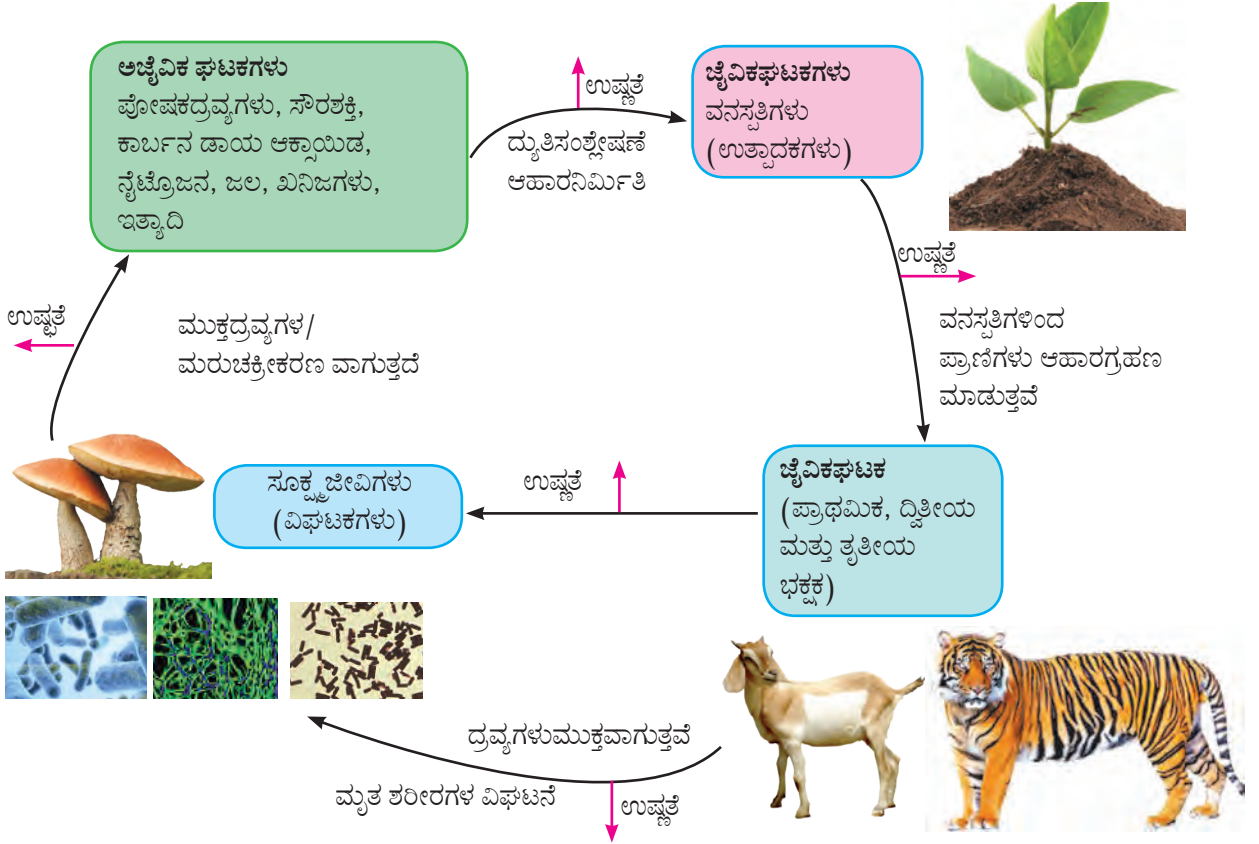 ಅಜೈವಿಕ ಘಟಕಗಳು
ಪೋಷಕದ್ರವ್ಯಗಳು, ಸೌರಶಕ್ತಿ,
ಕಾರ್ಬನ ಡಾಯ ಆಕ್ಸಾಯಿಡ,
ನೈಟ್ರೊಜನ, ಜಲ, ಖನಿಜಗಳು,
ಇತ್ಯಾದಿ
ಉಷ್ಣತೆ
ದ್ಯುತಿಸಂಶ್ಲೇಷಣೆ
ಆಹಾರನಿರ್ಮಿತಿ
ಜೈವಿಕಘಟಕಗಳು
ವನಸ್ಪತಿಗಳು
(ಉತ್ಪಾದಕಗಳು)
ಉಷ್ಣತೆ
ವನಸ್ಪತಿಗಳಿಂದ
ಪ್ರಾಣಿಗಳು ಆಹಾರಗ್ರಹಣ
ಮಾಡುತ್ತವೆ
ಉಷ್ಟತೆ
ಮುಕ್ತದ್ರವ್ಯಗಳ/
ಮರುಚಕ್ರೀಕರಣ ವಾಗುತ್ತದೆ
ಸೂಕ್ಷ್ಮಜೀವಿಗಳು
(ವಿಘಟಕಗಳು)
ಉಷ್ಣತೆ
ಜೈವಿಕಘಟಕ
(ಪ್ರಾಥಮಿಕ, ದ್ವಿತೀಯ
ಮತ್ತು ತೃತೀಯ
ಭಕ್ಷಕ)
ದ್ರವ್ಯಗಳುಮುಕ್ತವಾಗುತ್ತವೆ
ಮೃತ ಶರೀರಗಳ ವಿಘಟನೆ
ಉಷ್ಣತೆ